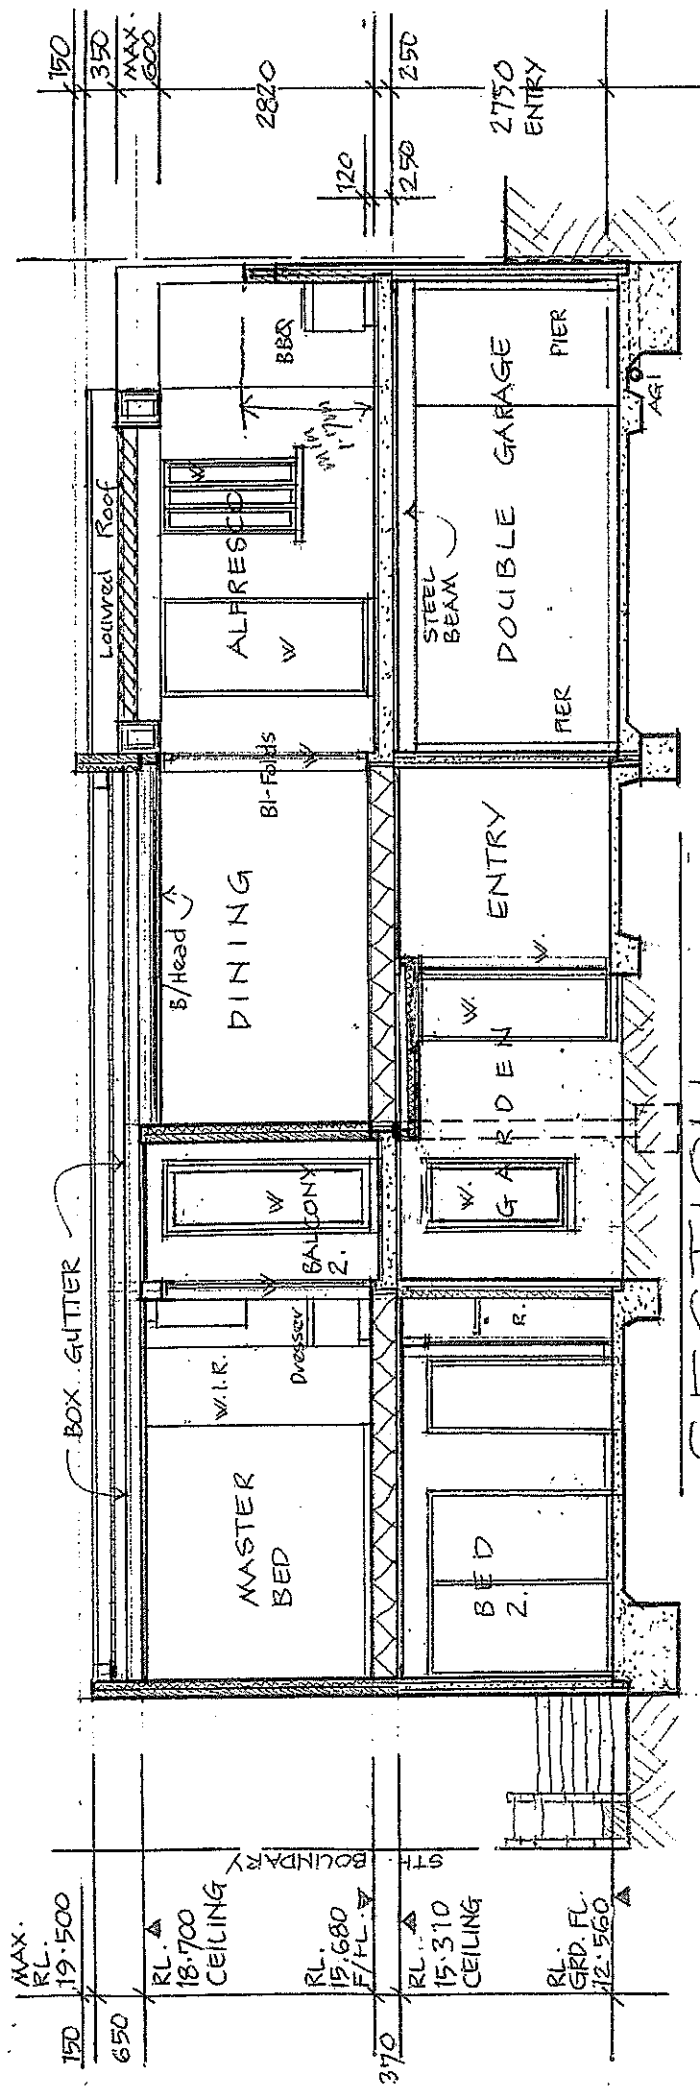 150
350
MAX.
600
2820
250
2750
ENTRY
120
250
Louvred Roof
BBQ
ALFRESCO
W
W
Min
STEEL
BEAM
DOUBLE GARAGE
PIER
PIER
AGI
BI-Folds
B/Head
DINING
ENTRY
W.
W.
GARDEN
W.
BOX GUTTER
W
BALCONY
2.
Dresser
W.I.R.
R.
MASTER
BED
BED
2.
STH. BOUNDARY
MAX.
RL.
19.500
150
650
RL.
18.700
CEILING
RL.
15.680
F/FL.
370
RL.
15.310
CEILING
RL.
GRD. FL.
12.560